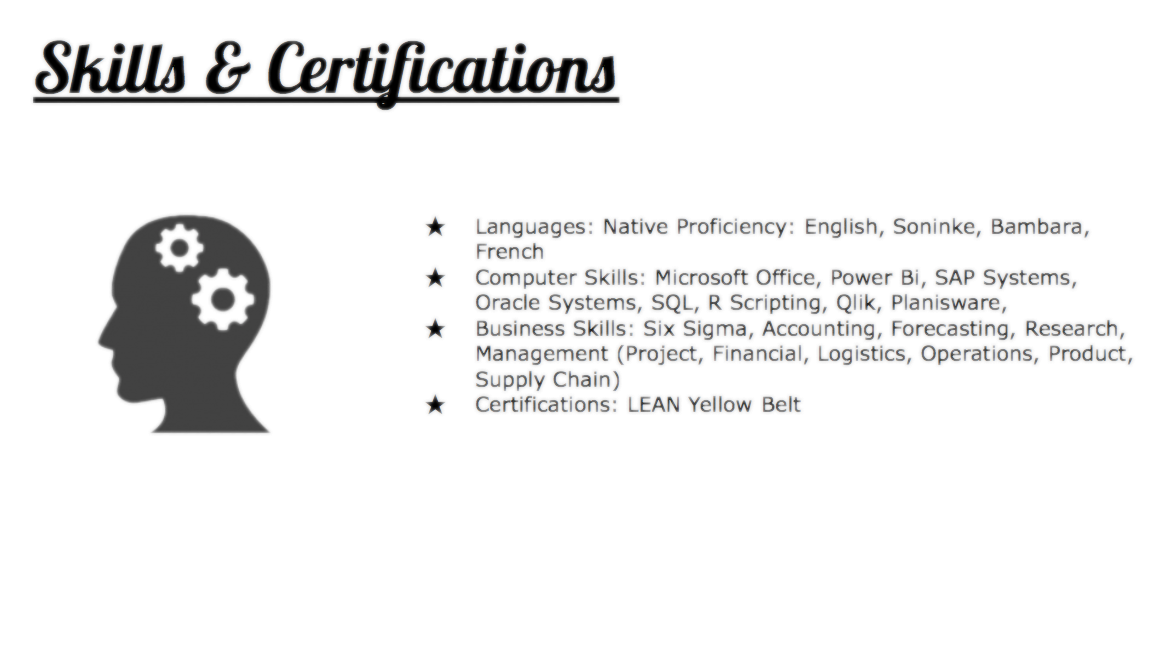 Skills & Certifications
★ Languages: Native Proficiency: English, Soninke, Bambara,
French
★ Computer Skills: Microsoft Office, Power Bi, SAP Systems,
Oracle Systems, SQL, R Scripting, Qlik, Planisware,
★ Business Skills: Six Sigma, Accounting, Forecasting, Research,
Management (Project, Financial, Logistics, Operations, Product,
Supply Chain)
★ Certifications: LEAN Yellow Belt